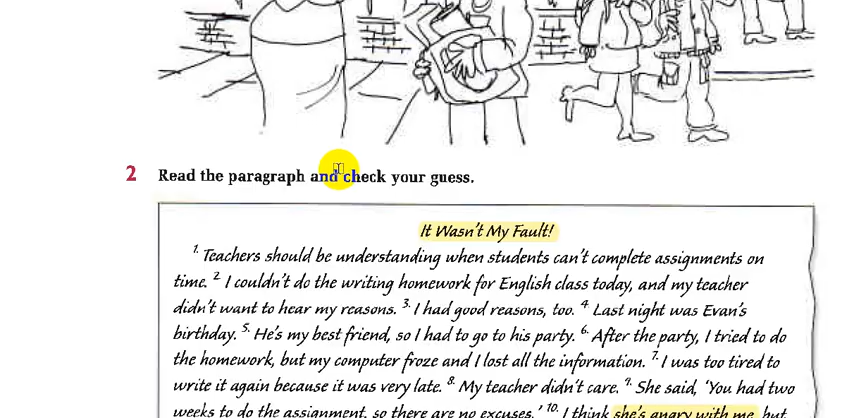 2 Read the paragraph and check your guess.
It Wasn't My Fault!
1. Teachers should be understanding when students can't complete assignments on
time. 2. I couldn't do the writing homework for English class today, and my teacher
didn't want to hear my reasons. 3. I had good reasons, too. 4. Last night was Evan's
birthday. 5. He's my best friend, so I had to go to his party. 6. After the party, I tried to do
the homework, but my computer froze and I lost all the information. 7. I was too tired to
write it again because it was very late. 8. My teacher didn't care. 9. She said, 'You had two
weeks to do the assignment, so there are no excuses.' 10. I think she's angry with me, but